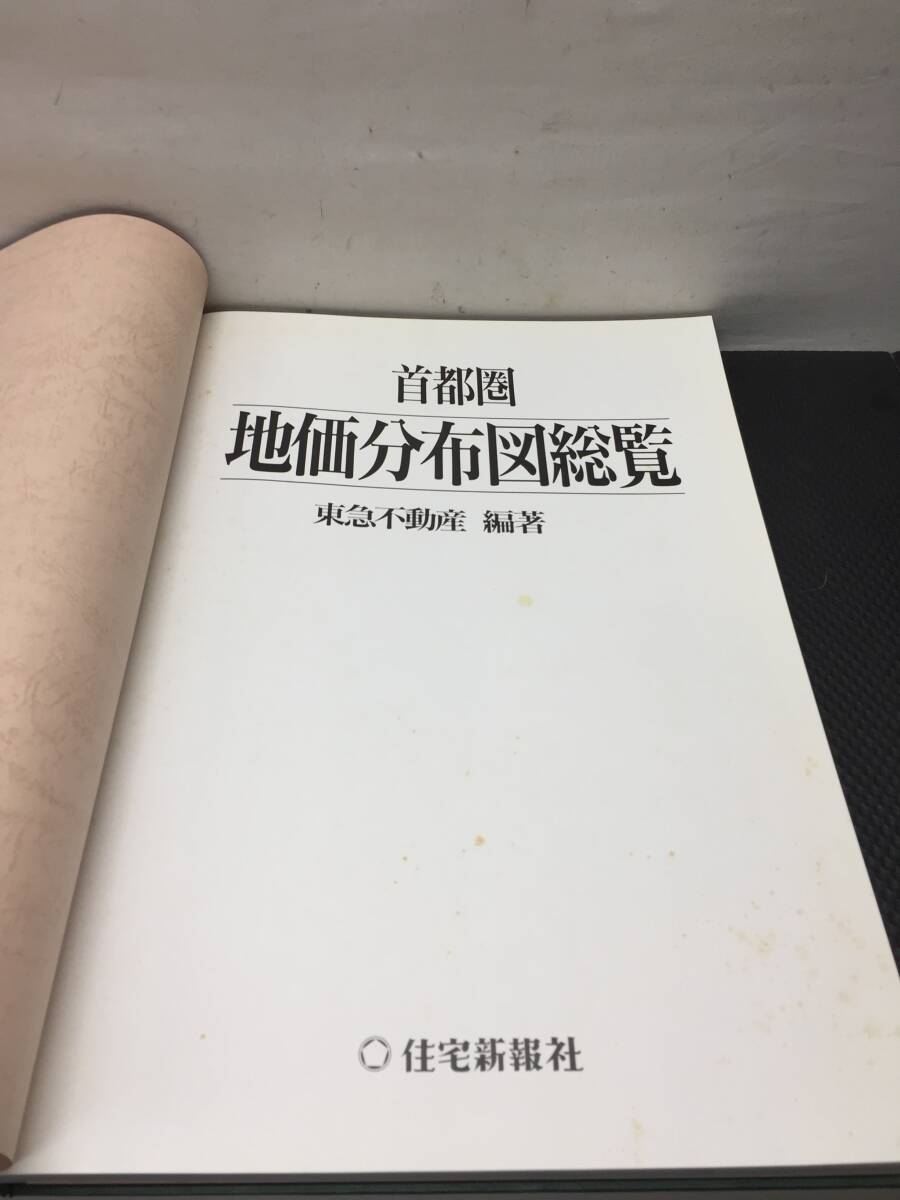 首都圏
地価分布図総覧
東急不動産 編著
住宅新報社